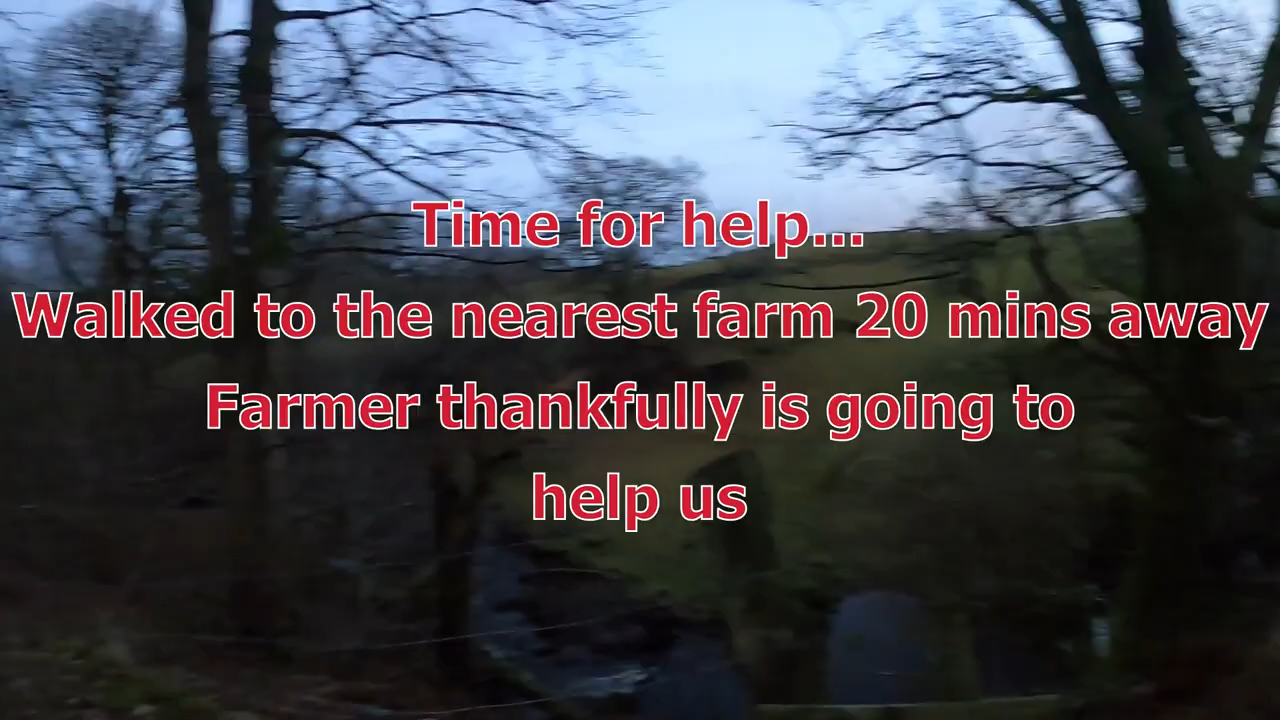 Time for help...
Walked to the nearest farm 20 mins away
Farmer thankfully is going to
help us